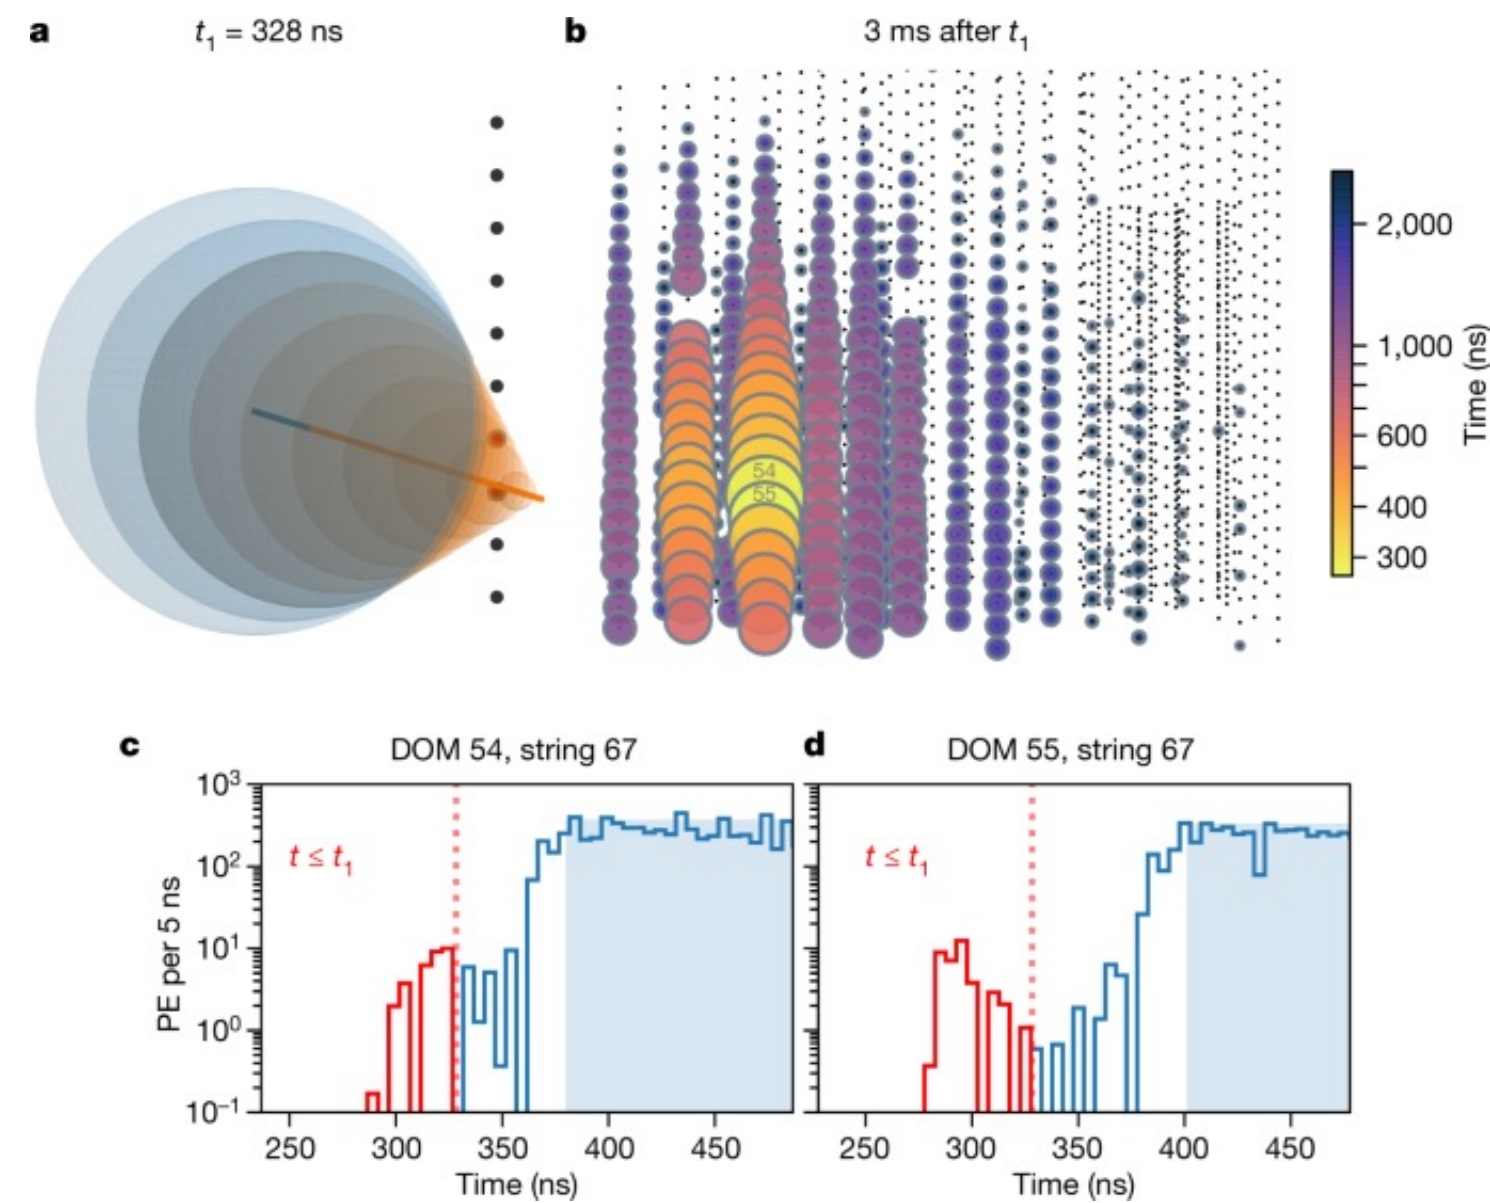 a
t₁ = 328 ns
b
3 ms after t₁
54
55
2,000
1,000
600
400
300
Time (ns)
c
DOM 54, string 67
10³
10²
10¹
10⁰
10⁻¹
PE per 5 ns
t ≤ t₁
250 300 350 400 450
Time (ns)
d
DOM 55, string 67
t ≤ t₁
250 300 350 400 450
Time (ns)